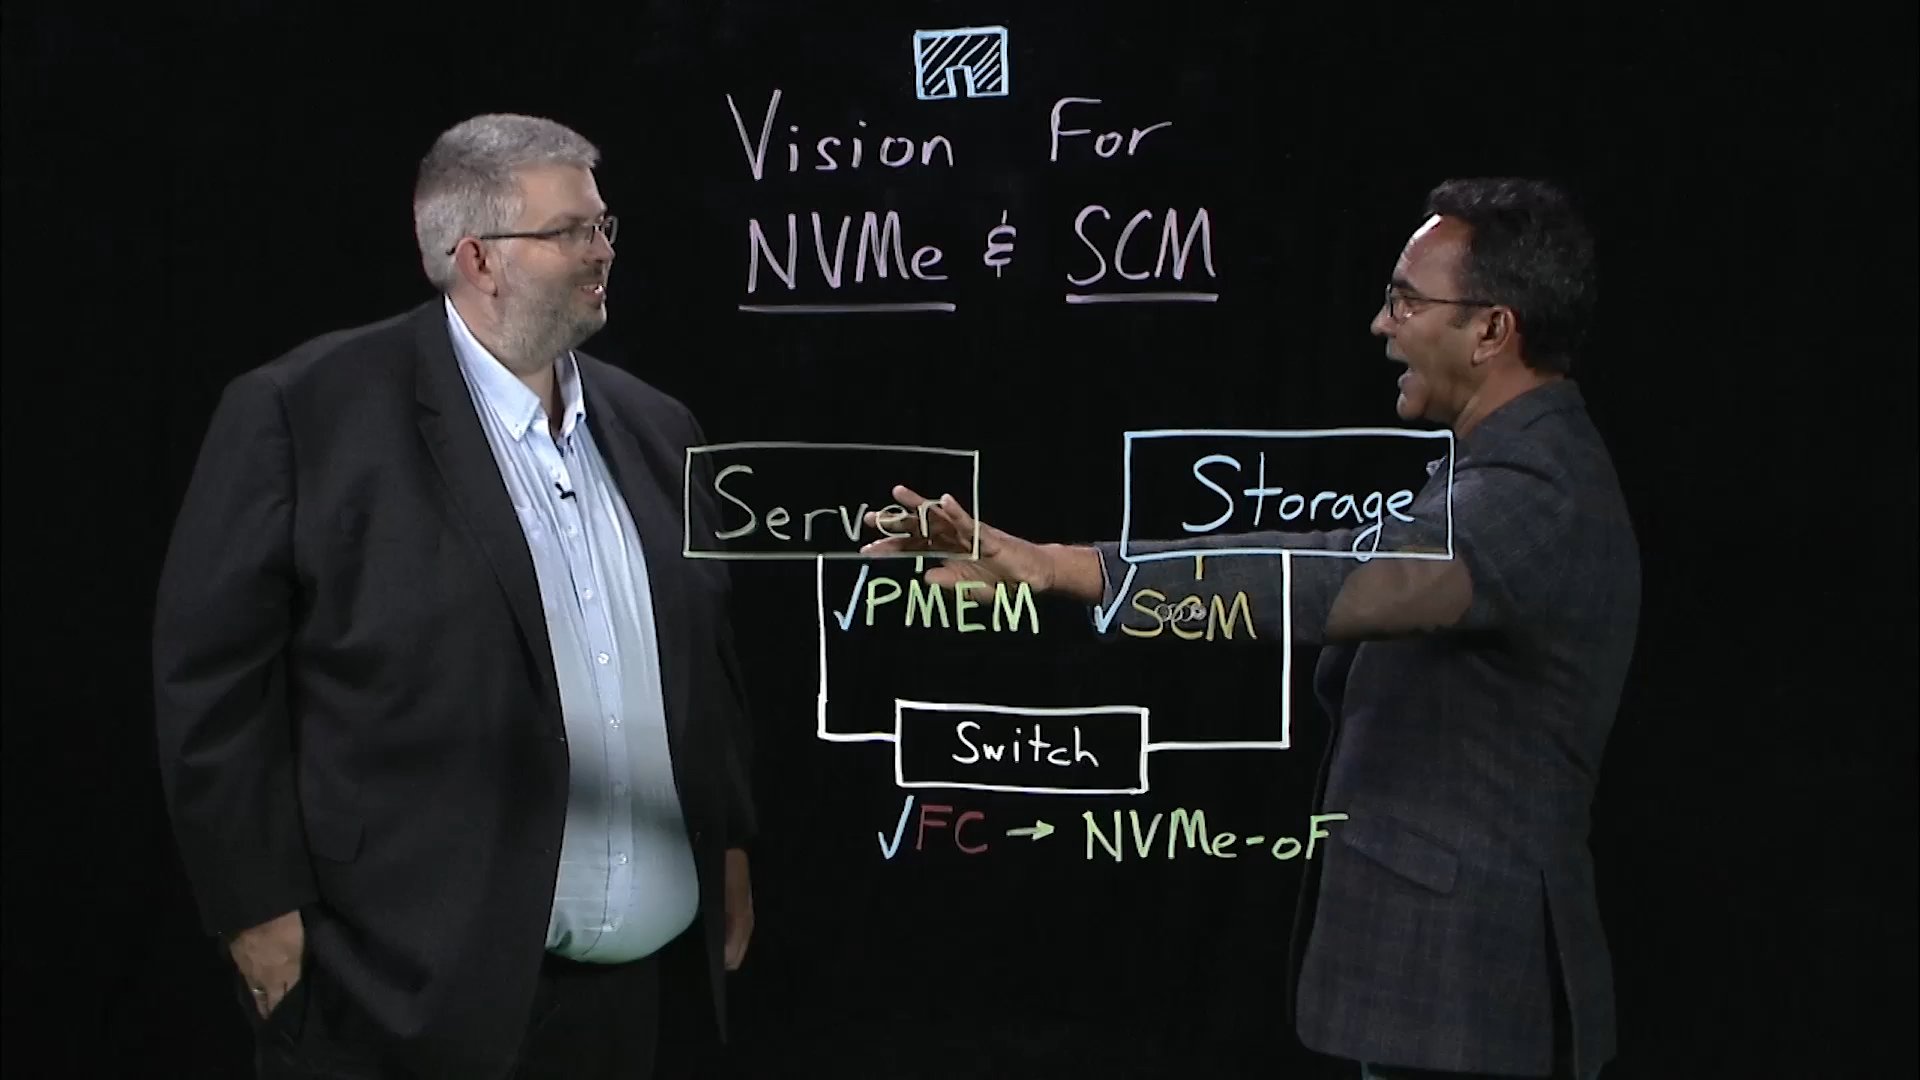 Vision For
NVMe & SCM
Server
Storage
√PMEM
√SCM
Switch
√FC → NVMe-oF